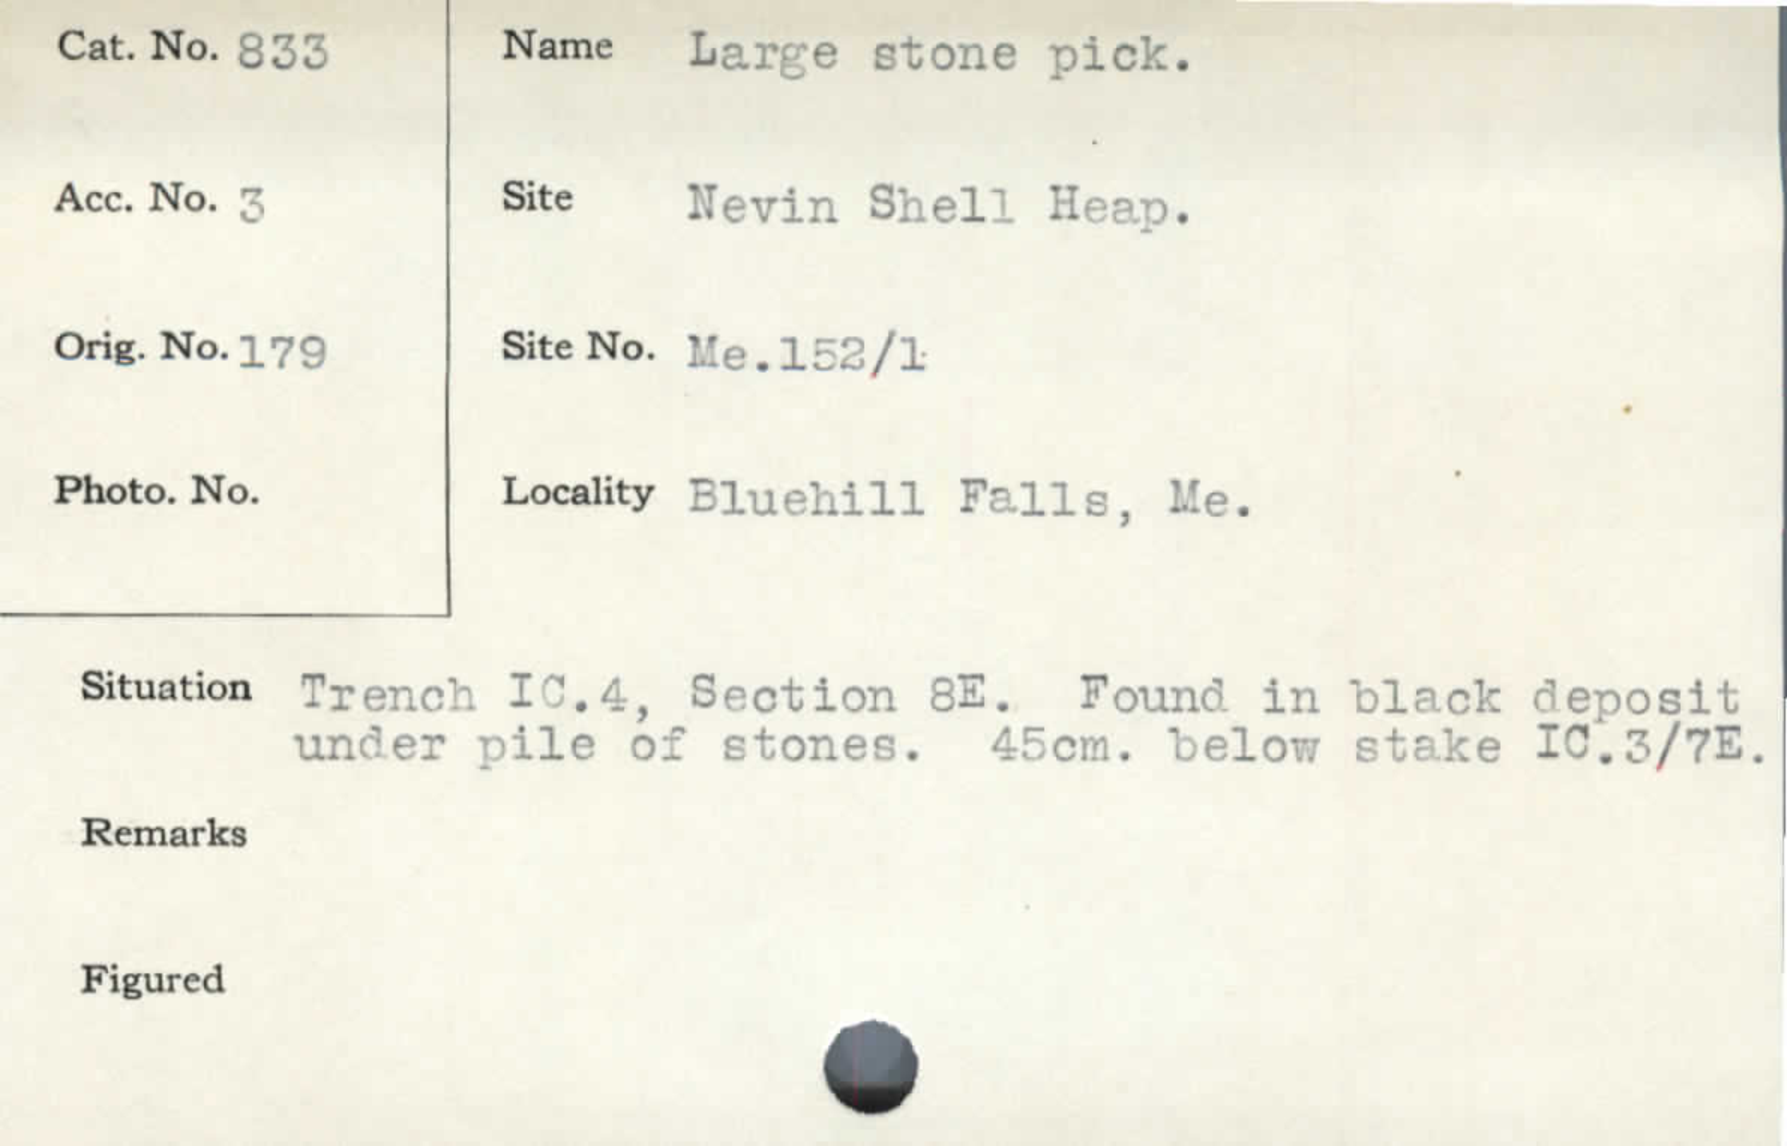 Cat. No. 833
Name Large stone pick.
Acc. No. 3
Site Nevin Shell Heap.
Orig. No. 179
Site No. Me.152/1
Photo. No.
Locality Bluehill Falls, Me.
Situation Trench IC.4, Section 8E. Found in black deposit
under pile of stones. 45cm. below stake IC.3/7E.
Remarks
Figured